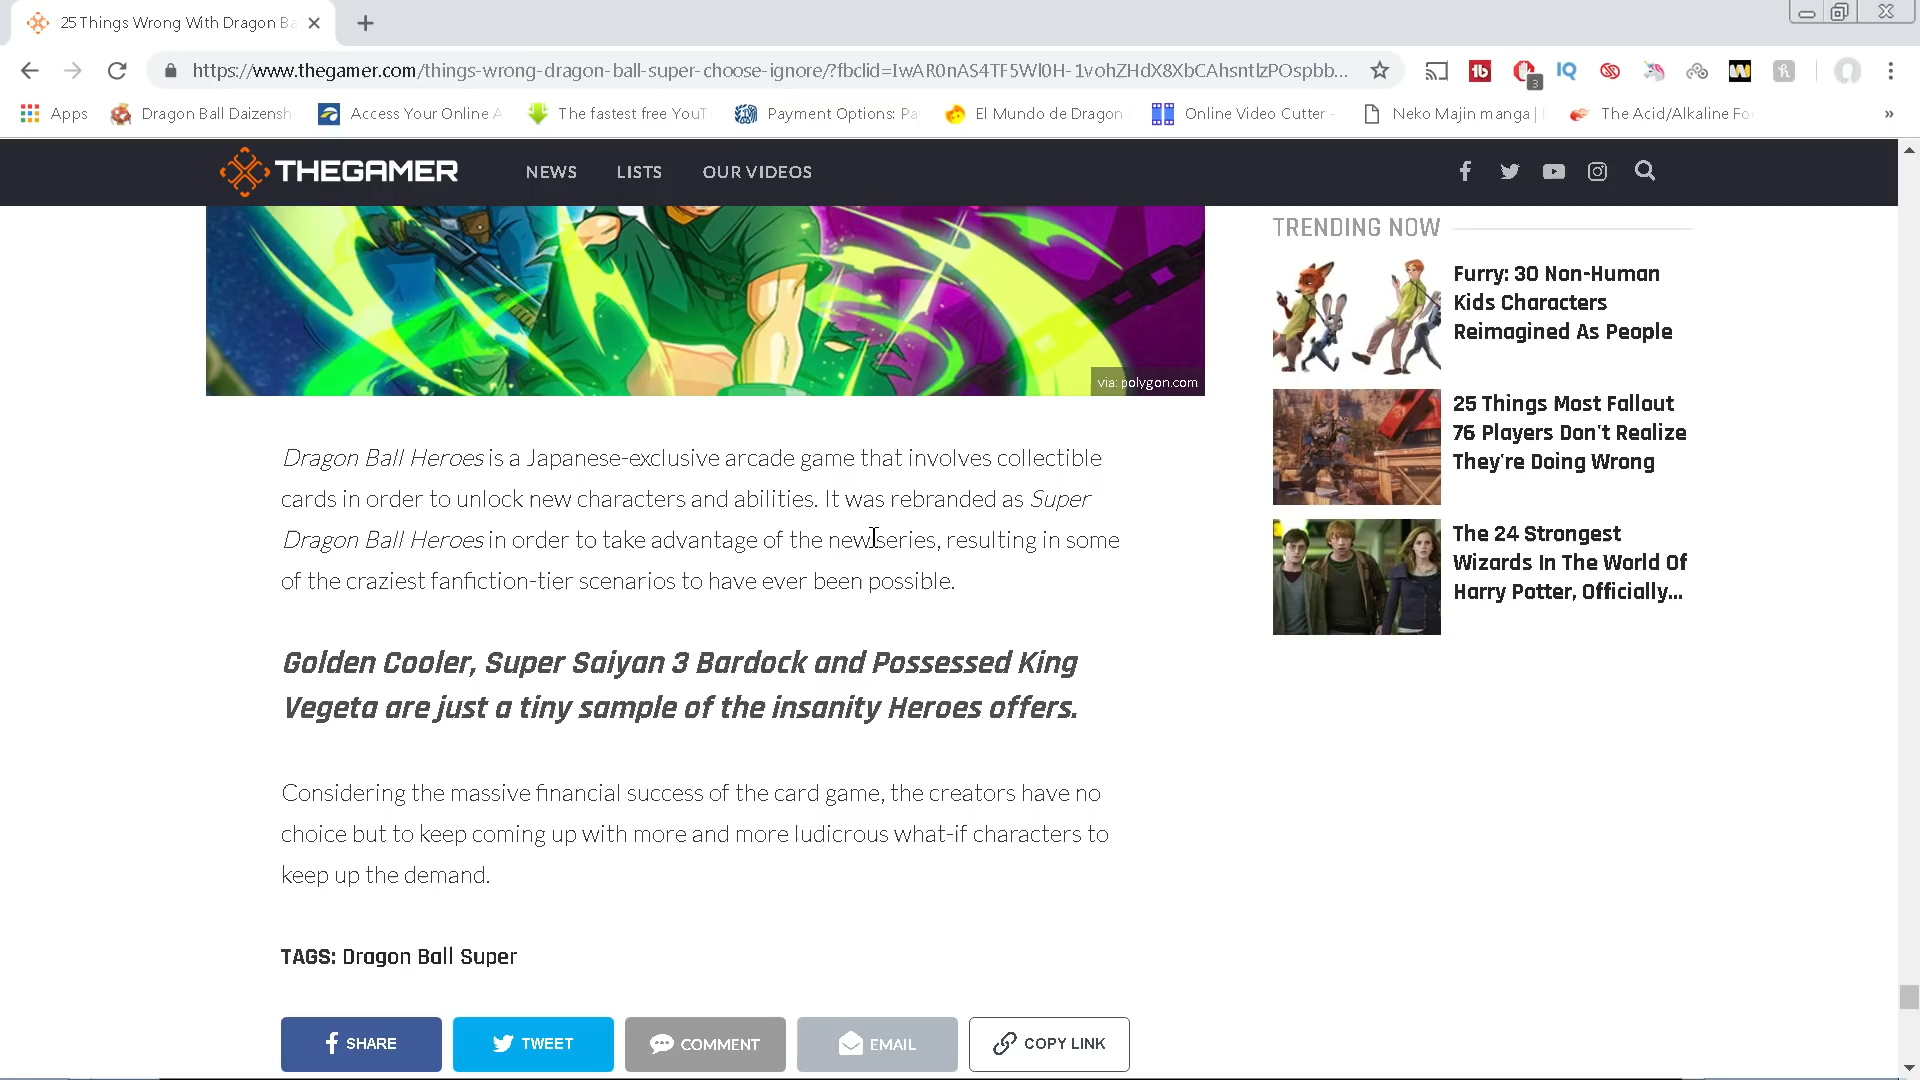 25 Things Wrong With Dragon Ba
https://www.thegamer.com/things-wrong-dragon-ball-super-choose-ignore/?fbclid=IwAR0nAS4TF5Wl0H-1vohZHdX8XbCAhsntlzPOspbb...
3
Apps
Dragon Ball Daizensh
Access Your Online A
The fastest free YouT
Payment Options: Pa
El Mundo de Dragon
Online Video Cutter -
Neko Majin manga |
The Acid/Alkaline Fo
»
THEGAMER
NEWS
LISTS
OUR VIDEOS
via: polygon.com
Dragon Ball Heroes is a Japanese-exclusive arcade game that involves collectible
cards in order to unlock new characters and abilities. It was rebranded as Super
Dragon Ball Heroes in order to take advantage of the new series, resulting in some
of the craziest fanfiction-tier scenarios to have ever been possible.
Golden Cooler, Super Saiyan 3 Bardock and Possessed King
Vegeta are just a tiny sample of the insanity Heroes offers.
Considering the massive financial success of the card game, the creators have no
choice but to keep coming up with more and more ludicrous what-if characters to
keep up the demand.
TAGS: Dragon Ball Super
SHARE
TWEET
COMMENT
EMAIL
COPY LINK
TRENDING NOW
Furry: 30 Non-Human
Kids Characters
Reimagined As People
25 Things Most Fallout
76 Players Don't Realize
They're Doing Wrong
The 24 Strongest
Wizards In The World Of
Harry Potter, Officially...